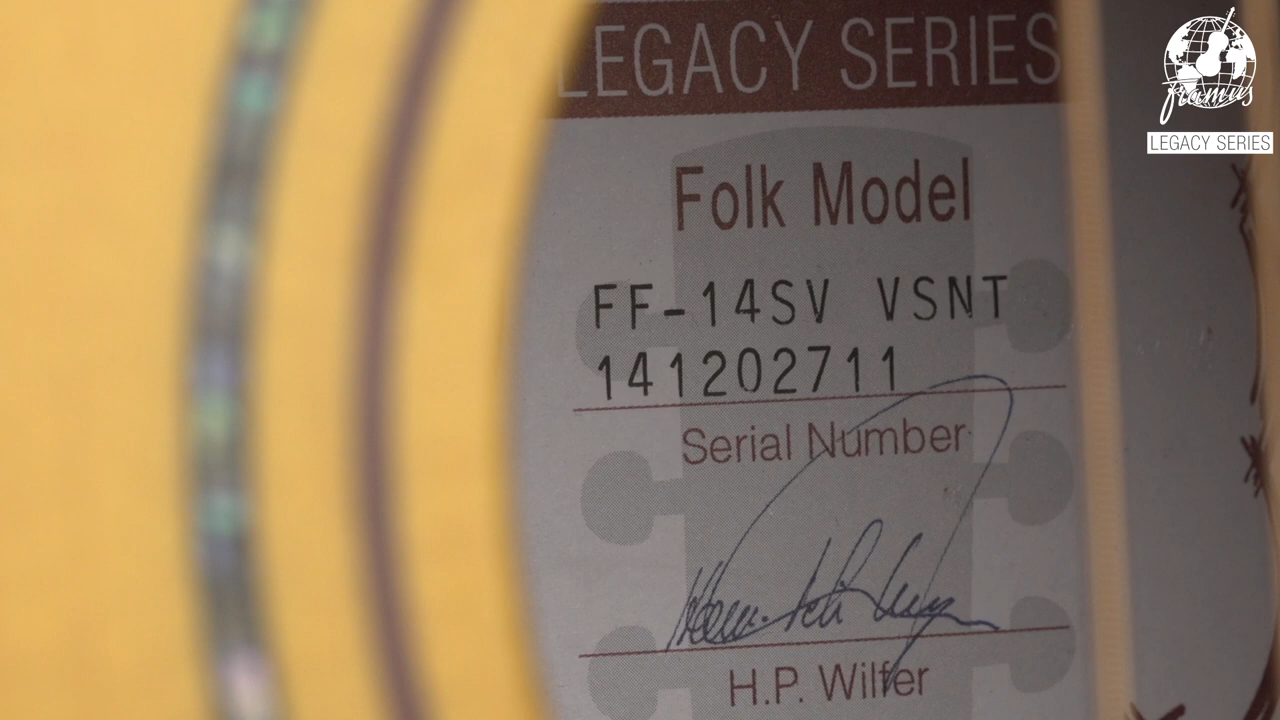 LEGACY SERIES
framus
LEGACY SERIES
Folk Model
FF-14SV VSNT
141202711
Serial Number
H.P. Wilfer